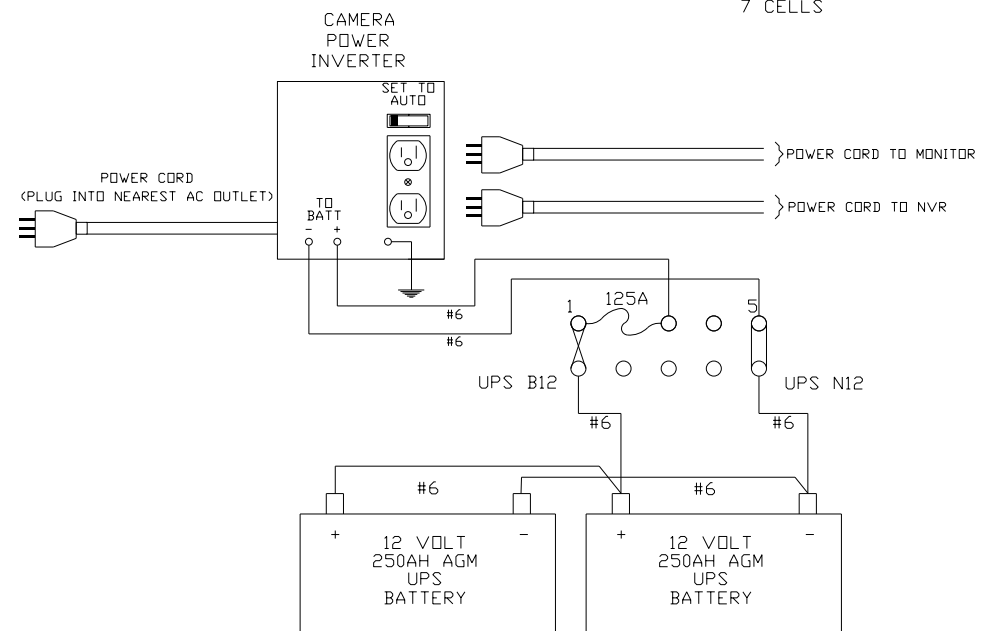 7 CELLS
CAMERA
POWER
INVERTER
SET TO
AUTO
POWER CORD TO MONITOR
POWER CORD
(PLUG INTO NEAREST AC OUTLET)
TO
BATT
- +
POWER CORD TO NVR
#6
#6
1
125A
5
UPS B12
UPS N12
#6
#6
#6
#6
+ -
+ -
12 VOLT
250AH AGM
UPS
BATTERY
12 VOLT
250AH AGM
UPS
BATTERY